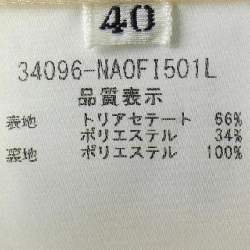 40
34096-NAOFI501L
品質表示
表地 トリアセテート 66%
ポリエステル 34%
裏地 ポリエステル 100%